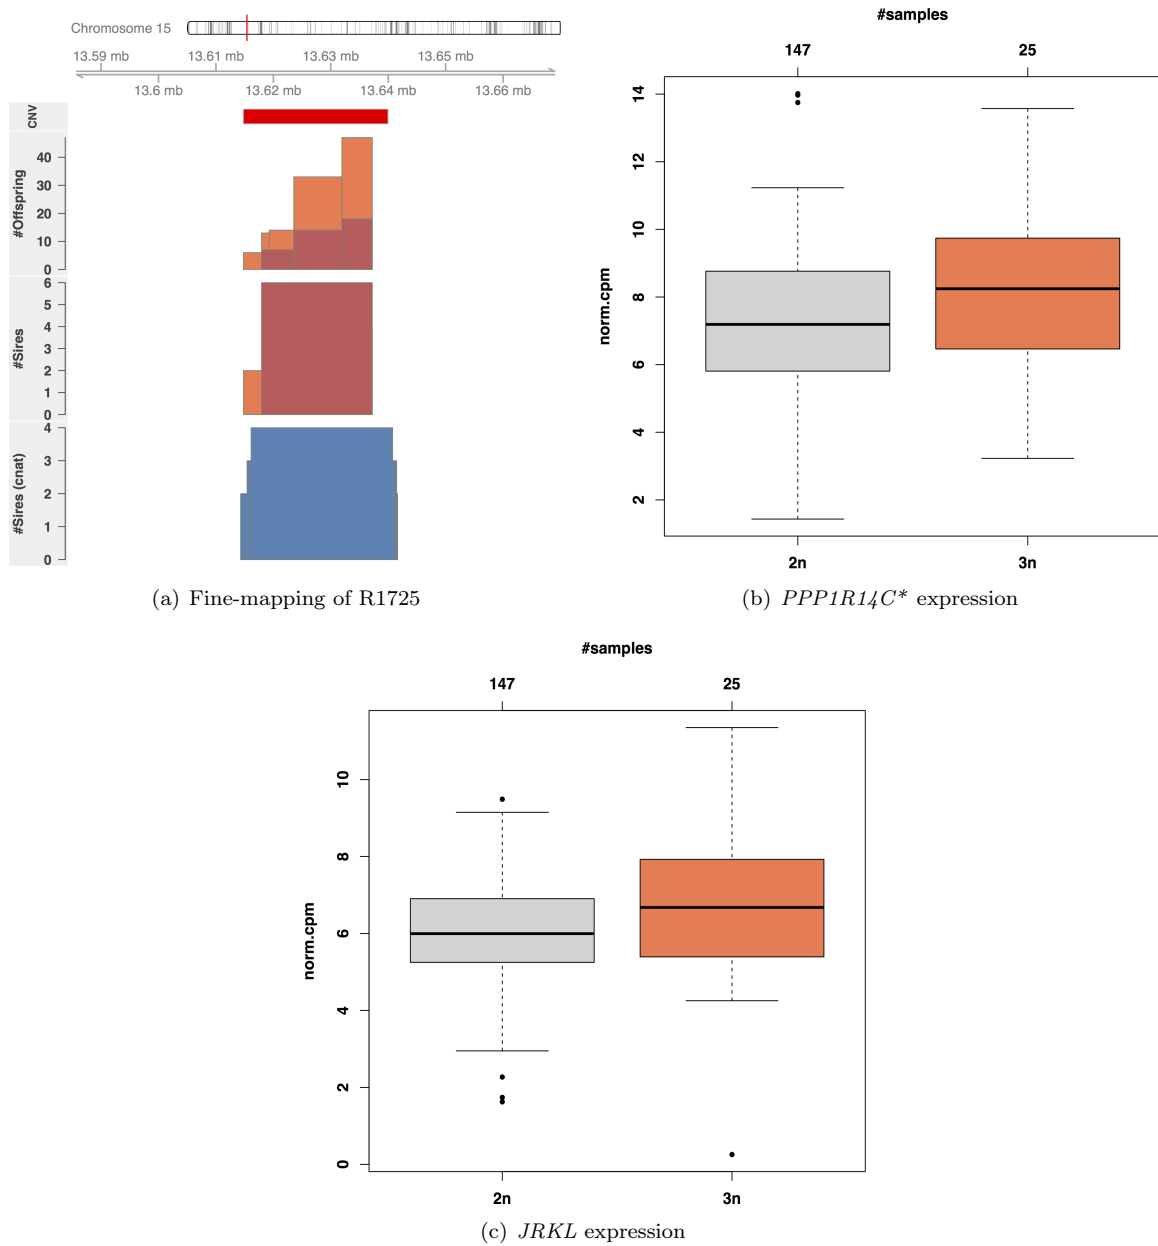 Chromosome 15
13.59 mb 13.61 mb 13.63 mb 13.65 mb
13.6 mb 13.62 mb 13.64 mb 13.66 mb
CNV
#Offspring
40
30
20
10
0
#Sires
6
5
4
3
2
1
0
#Sires (cnat)
4
3
2
1
0
(a) Fine-mapping of R1725
#samples
147 25
norm.cpm
14
12
10
8
6
4
2
2n 3n
(b) PPP1R14C* expression
#samples
147 25
norm.cpm
10
8
6
4
2
0
2n 3n
(c) JRKL expression